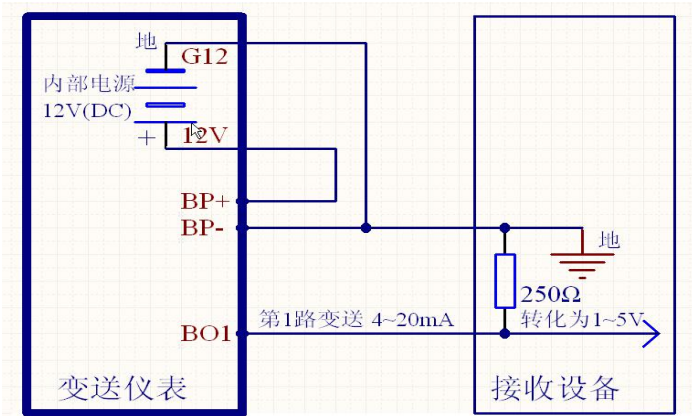 地
G12
内部电源
12V(DC)
+
12V
BP+
BP-
地
250Ω
第1路变送 4~20mA
转化为1~5V
BO1
变送仪表
接收设备